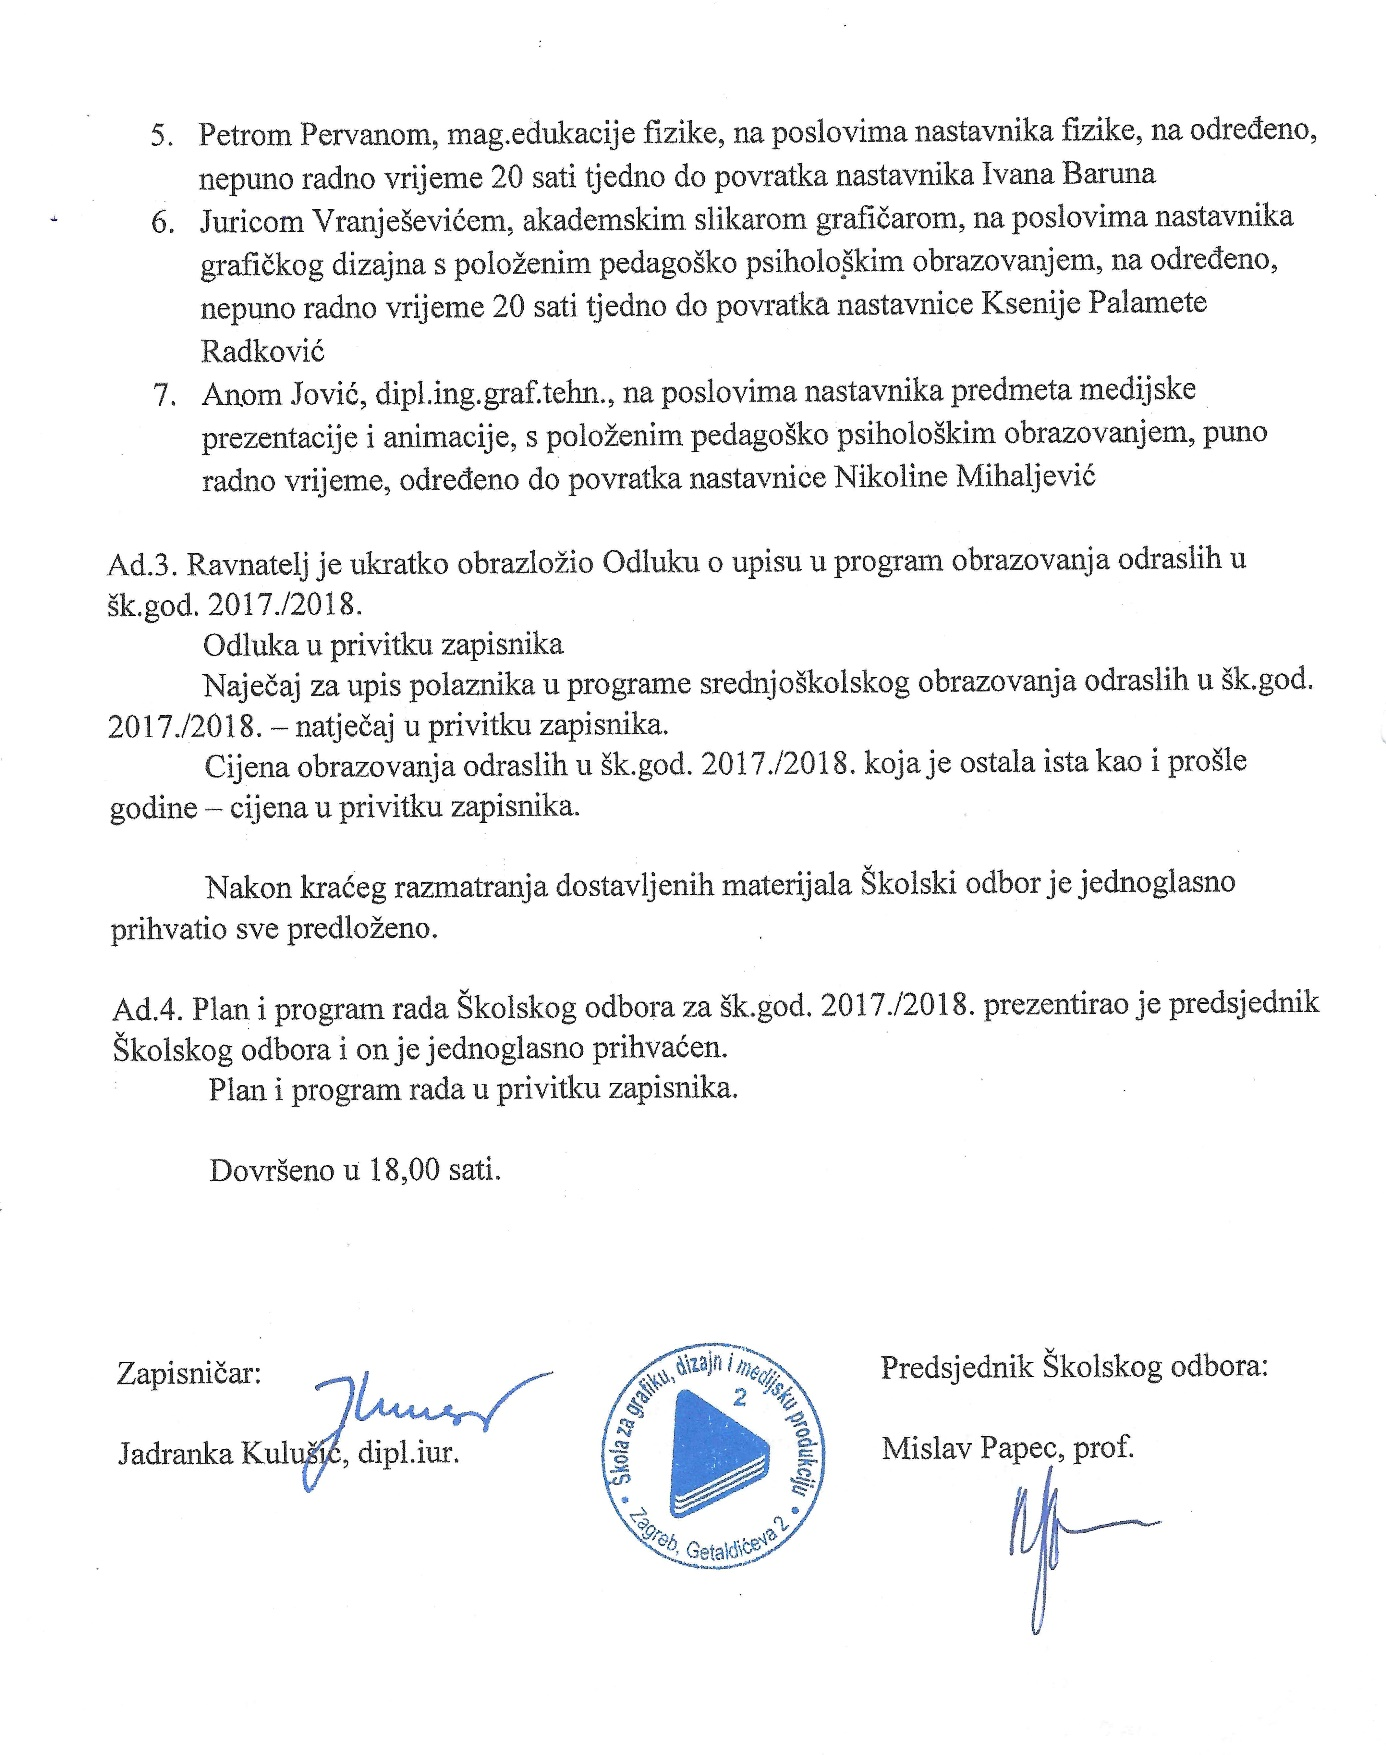 5. Petrom Pervanom, mag.edukacije fizike, na poslovima nastavnika fizike, na određeno,
nepuno radno vrijeme 20 sati tjedno do povratka nastavnika Ivana Baruna
6. Juricom Vranješevićem, akademskim slikarom grafičarom, na poslovima nastavnika
grafičkog dizajna s položenim pedagoško psihološkim obrazovanjem, na određeno,
nepuno radno vrijeme 20 sati tjedno do povratka nastavnice Ksenije Palamete
Radković
7. Anom Jović, dipl.ing.graf.tehn., na poslovima nastavnika predmeta medijske
prezentacije i animacije, s položenim pedagoško psihološkim obrazovanjem, puno
radno vrijeme, određeno do povratka nastavnice Nikoline Mihaljević
Ad.3. Ravnatelj je ukratko obrazložio Odluku o upisu u program obrazovanja odraslih u
šk.god. 2017./2018.
Odluka u privitku zapisnika
Naječaj za upis polaznika u programe srednjoškolskog obrazovanja odraslih u šk.god.
2017./2018. – natječaj u privitku zapisnika.
Cijena obrazovanja odraslih u šk.god. 2017./2018. koja je ostala ista kao i prošle
godine – cijena u privitku zapisnika.
Nakon kraćeg razmatranja dostavljenih materijala Školski odbor je jednoglasno
prihvatio sve predloženo.
Ad.4. Plan i program rada Školskog odbora za šk.god. 2017./2018. prezentirao je predsjednik
Školskog odbora i on je jednoglasno prihvaćen.
Plan i program rada u privitku zapisnika.
Dovršeno u 18,00 sati.
Zapisničar:
Jadranka Kulušić, dipl.iur.
Škola za grafiku, dizajn i medijsku produkciju
2
Zagreb, Getaldićeva 2
Predsjednik Školskog odbora:
Mislav Papec, prof.